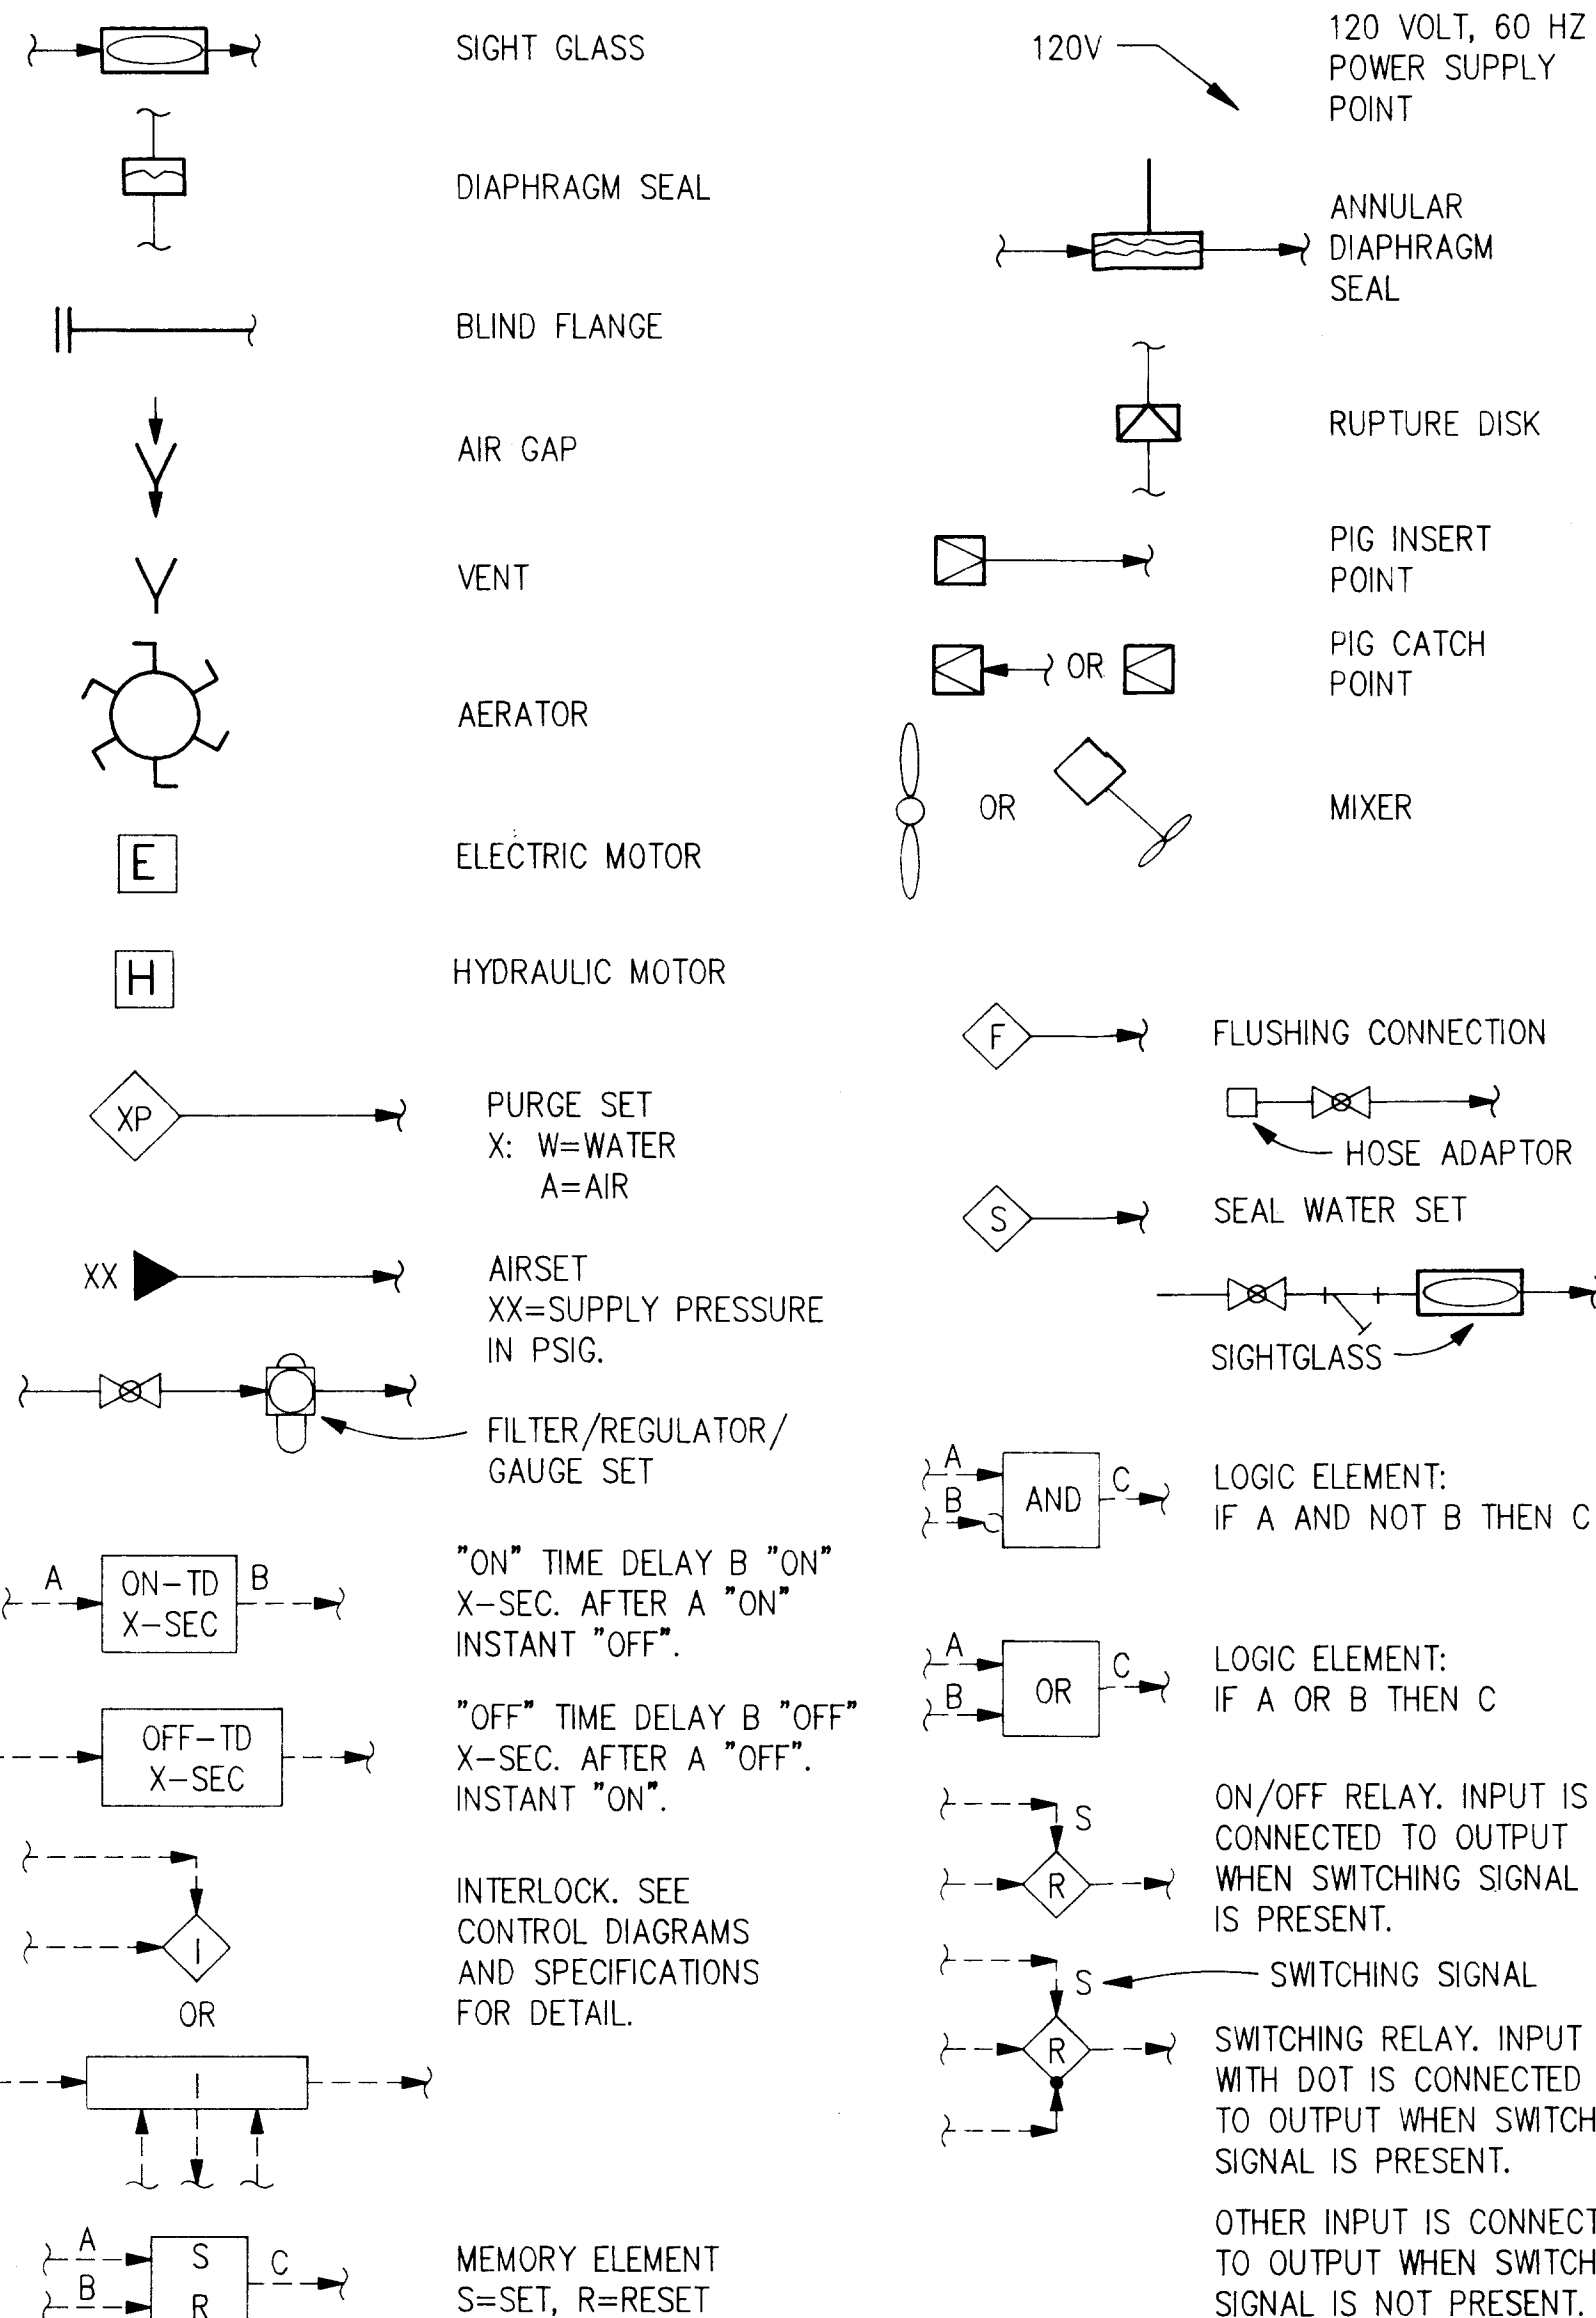 SIGHT GLASS
DIAPHRAGM SEAL
BLIND FLANGE
AIR GAP
VENT
AERATOR
E
ELECTRIC MOTOR
H
HYDRAULIC MOTOR
XP
PURGE SET
X: W=WATER
A=AIR
XX
AIRSET
XX=SUPPLY PRESSURE
IN PSIG.
FILTER/REGULATOR/
GAUGE SET
A
ON-TD
X-SEC
B
"ON" TIME DELAY B "ON"
X-SEC. AFTER A "ON"
INSTANT "OFF".
OFF-TD
X-SEC
"OFF" TIME DELAY B "OFF"
X-SEC. AFTER A "OFF".
INSTANT "ON".
I
OR
I
INTERLOCK. SEE
CONTROL DIAGRAMS
AND SPECIFICATIONS
FOR DETAIL.
A
B
S
R
C
MEMORY ELEMENT
S=SET, R=RESET
120V
120 VOLT, 60 HZ
POWER SUPPLY
POINT
ANNULAR
DIAPHRAGM
SEAL
RUPTURE DISK
PIG INSERT
POINT
OR
PIG CATCH
POINT
OR
MIXER
F
FLUSHING CONNECTION
HOSE ADAPTOR
S
SEAL WATER SET
SIGHTGLASS
A
B
AND
C
LOGIC ELEMENT:
IF A AND NOT B THEN C
A
B
OR
C
LOGIC ELEMENT:
IF A OR B THEN C
S
R
ON/OFF RELAY. INPUT IS
CONNECTED TO OUTPUT
WHEN SWITCHING SIGNAL
IS PRESENT.
S
SWITCHING SIGNAL
R
SWITCHING RELAY. INPUT
WITH DOT IS CONNECTED
TO OUTPUT WHEN SWITCH
SIGNAL IS PRESENT.
OTHER INPUT IS CONNECT
TO OUTPUT WHEN SWITCH
SIGNAL IS NOT PRESENT.